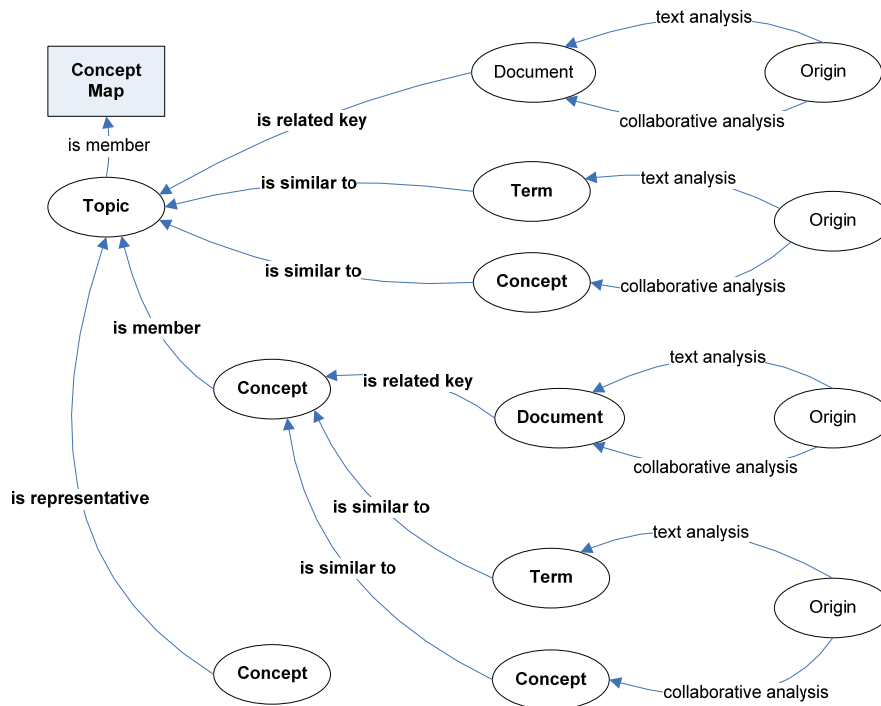 text analysis
Document
Origin
Concept
Map
is related key
collaborative analysis
is member
is similar to
Term
text analysis
Topic
Origin
is similar to
Concept
collaborative analysis
is member
text analysis
is related key
Concept
Document
Origin
collaborative analysis
is representative
is similar to
text analysis
is similar to
Term
Origin
Concept
Concept
collaborative analysis